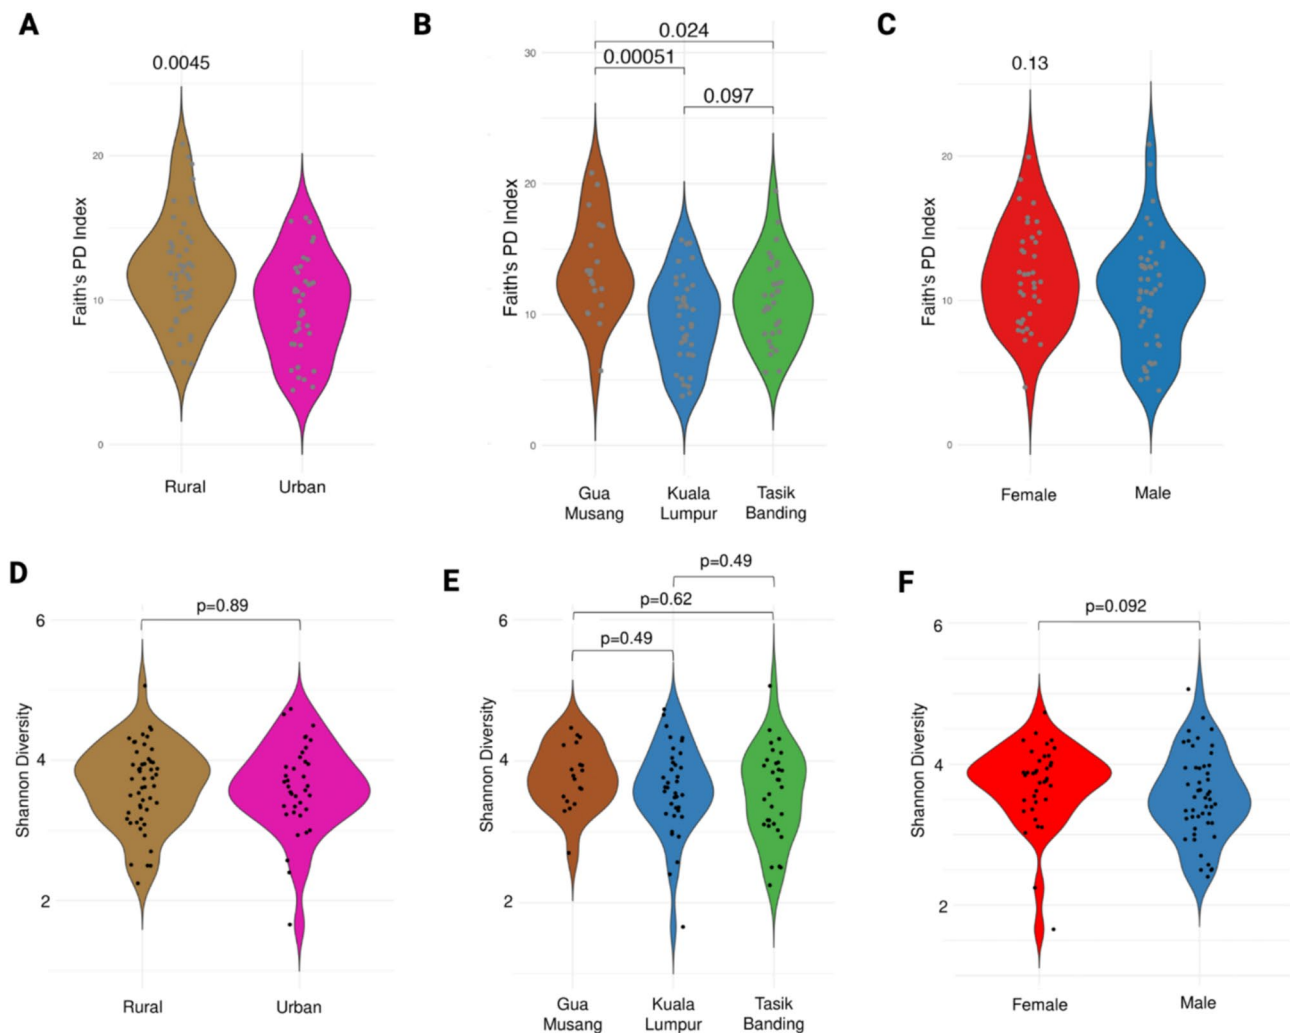 A
0.0045
20
10
0
Faith's PD Index
Rural
Urban
B
0.024
0.00051
0.097
30
20
10
0
Faith's PD Index
Gua
Musang
Kuala
Lumpur
Tasik
Banding
C
0.13
20
10
0
Faith's PD Index
Female
Male
D
p=0.89
6
4
2
Shannon Diversity
Rural
Urban
E
p=0.49
p=0.62
p=0.49
6
4
2
Shannon Diversity
Gua
Musang
Kuala
Lumpur
Tasik
Banding
F
p=0.092
6
4
2
Shannon Diversity
Female
Male